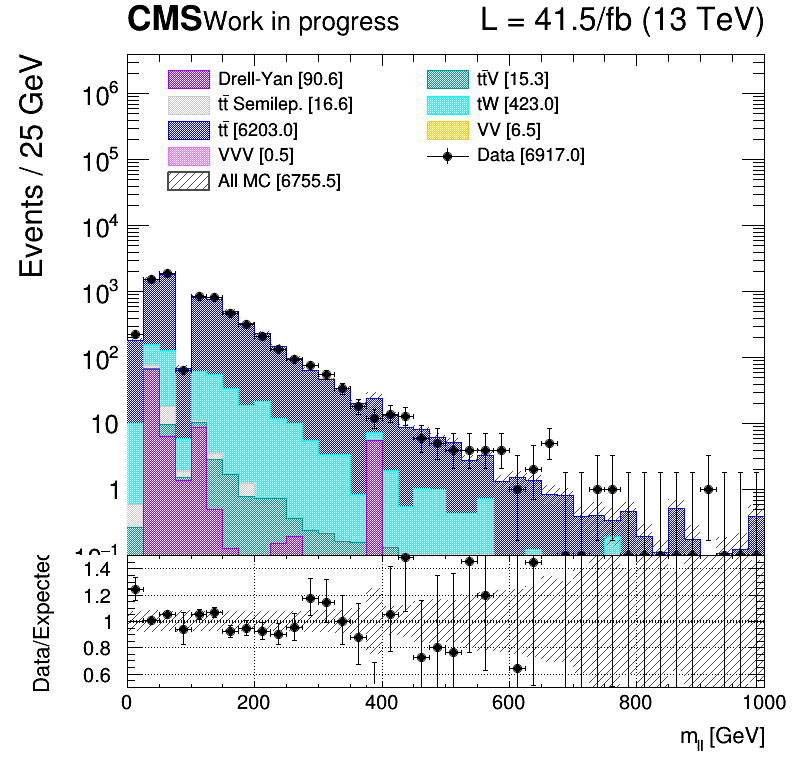 CMS Work in progress L = 41.5/fb (13 TeV)
Events / 25 GeV
Drell-Yan [90.6]
tt̄ Semilep. [16.6]
tt̄ [6203.0]
VVV [0.5]
All MC [6755.5]
tt̄V [15.3]
tW [423.0]
VV [6.5]
Data [6917.0]
10⁶
10⁵
10⁴
10³
10²
10
1
10⁻¹
Data/Expected
1.4
1.2
1
0.8
0.6
0 200 400 600 800 1000
m_ll [GeV]